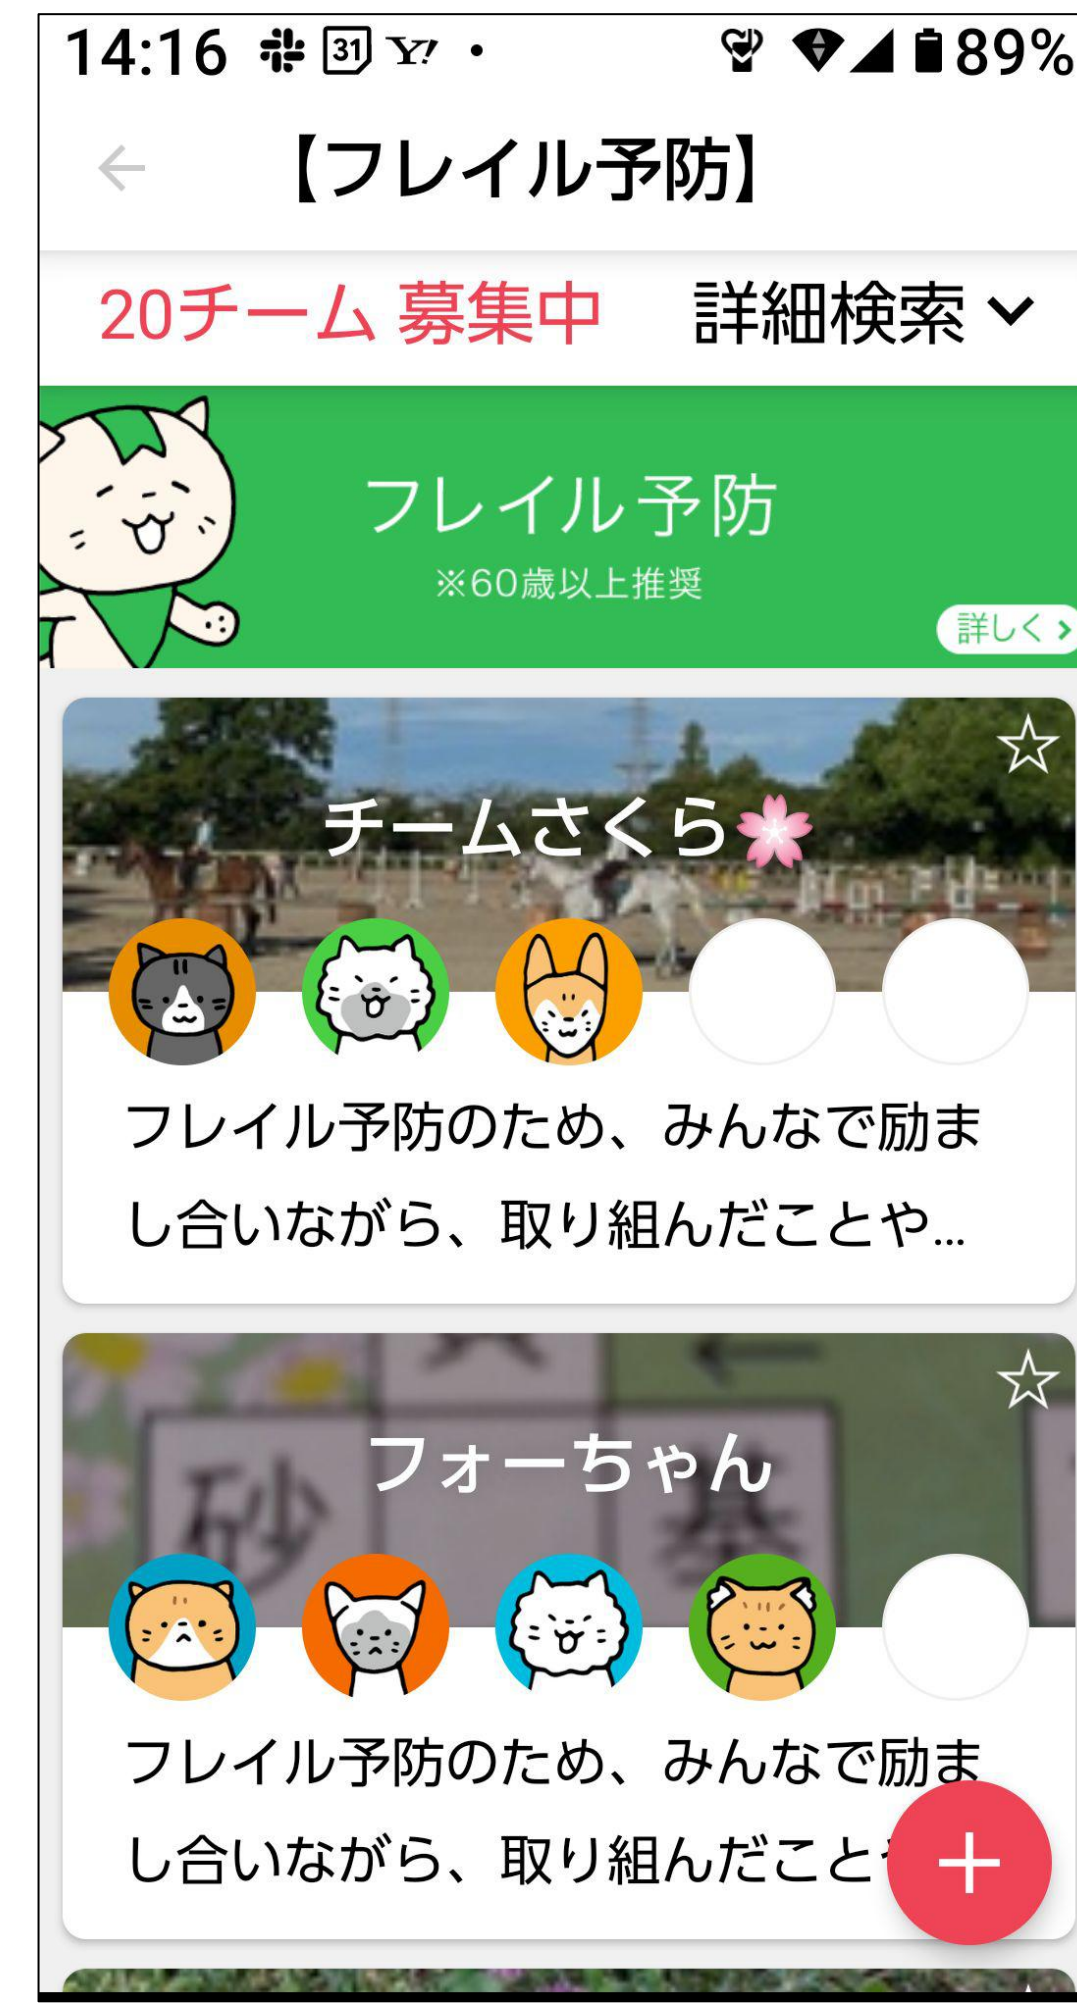 14:16 31 Y! • 89%
【フレイル予防】
20チーム 募集中 詳細検索
フレイル予防
※60歳以上推奨
詳しく
チームさくら🌸
フレイル予防のため、みんなで励ま
し合いながら、取り組んだことや...
砂 基
フォーちゃん
フレイル予防のため、みんなで励ま
し合いながら、取り組んだこと